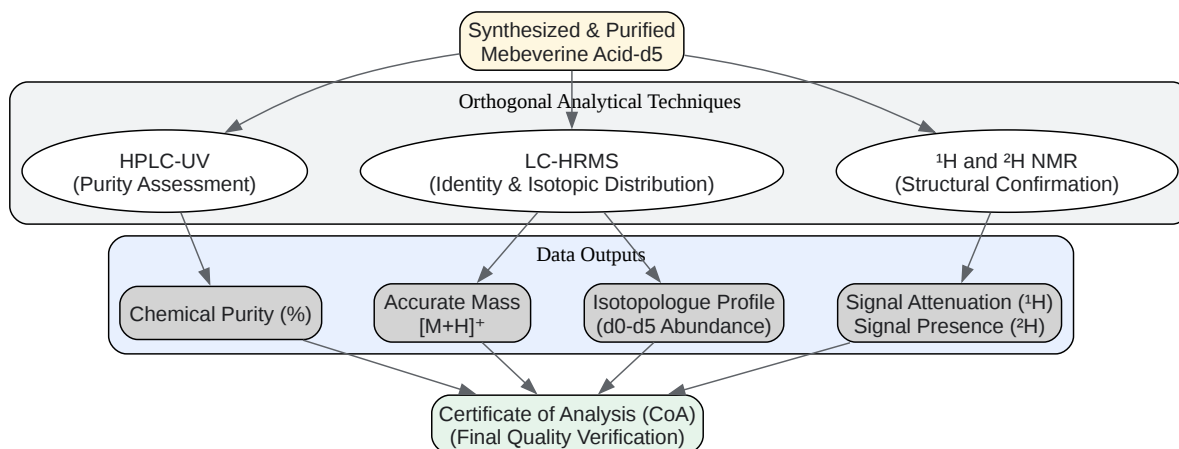 Synthesized & Purified
Mebeverine Acid-d5
Orthogonal Analytical Techniques
HPLC-UV
(Purity Assessment)
LC-HRMS
(Identity & Isotopic Distribution)
¹H and ²H NMR
(Structural Confirmation)
Data Outputs
Chemical Purity (%)
Accurate Mass
[M+H]⁺
Isotopologue Profile
(d0-d5 Abundance)
Signal Attenuation (¹H)
Signal Presence (²H)
Certificate of Analysis (CoA)
(Final Quality Verification)